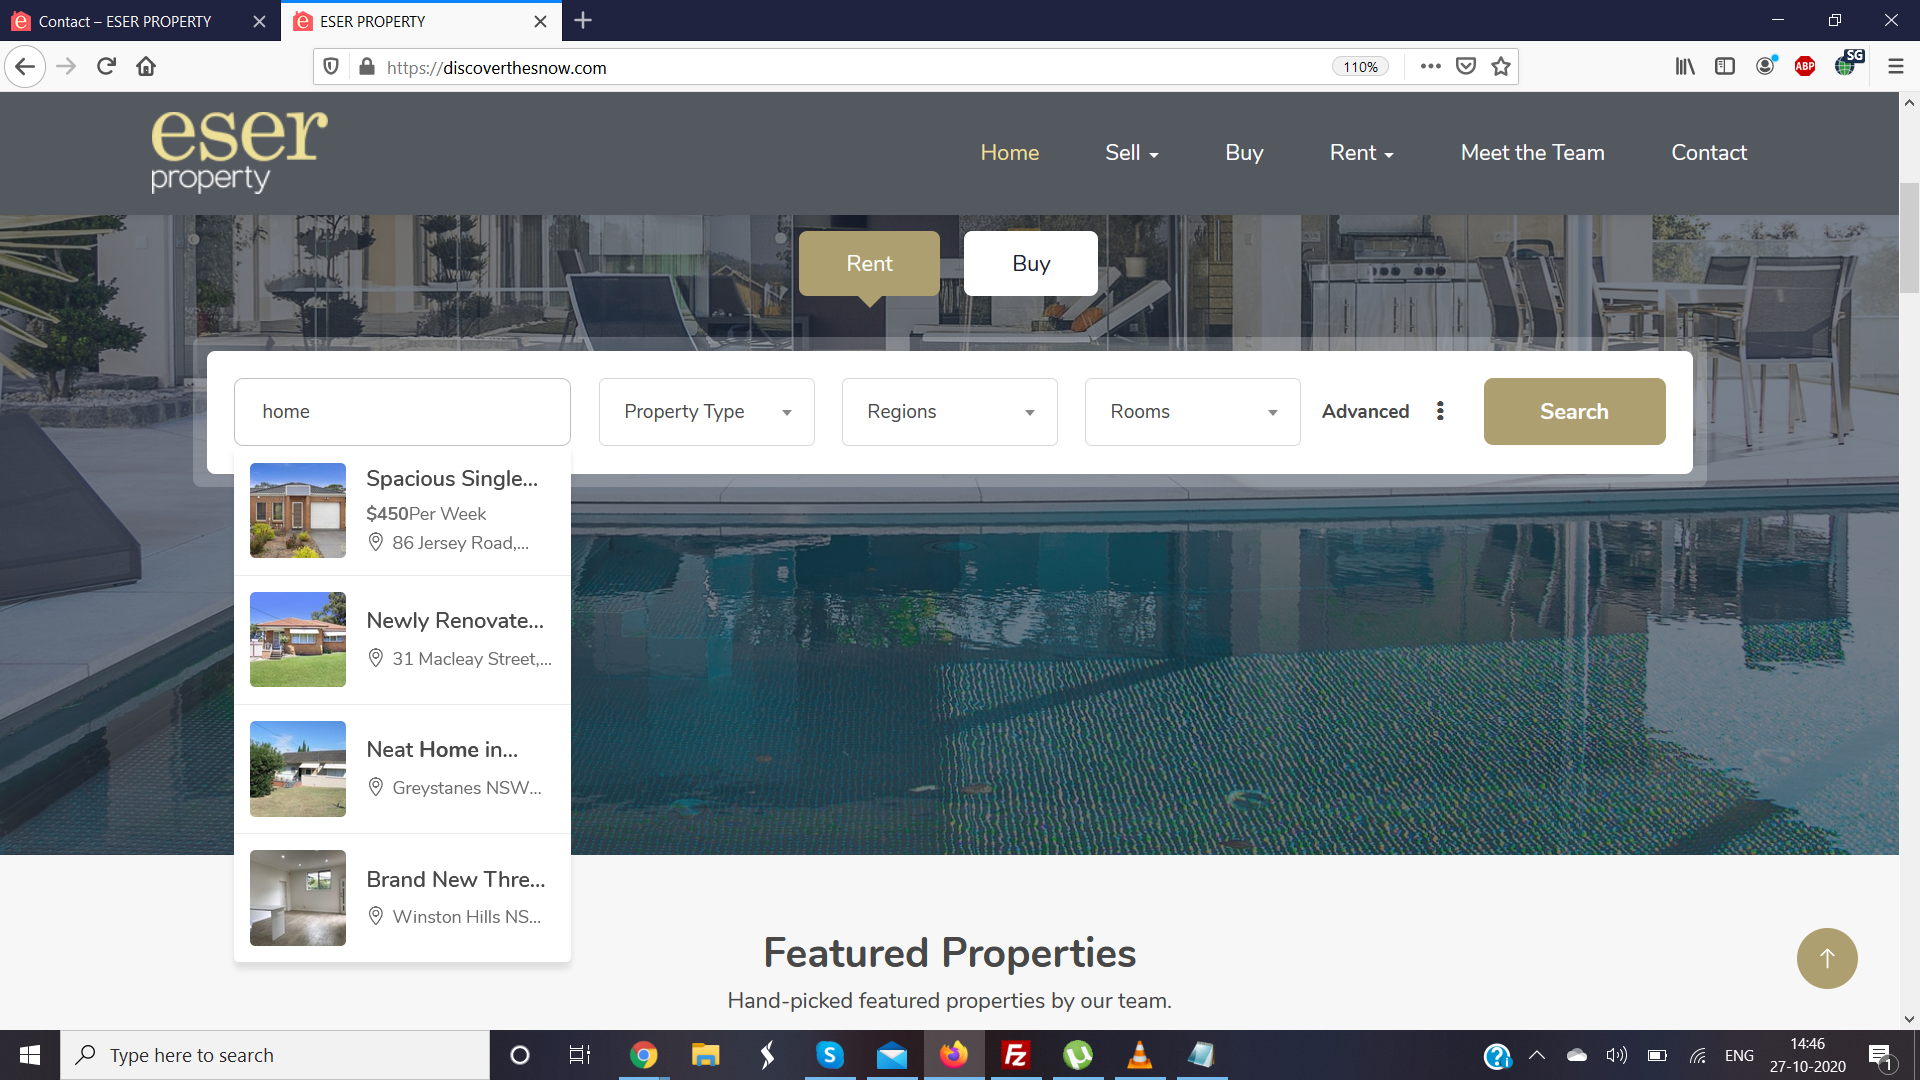 Contact – ESER PROPERTY
ESER PROPERTY
https://discoverthesnow.com
110%
ABP
SG
eser
property
Home
Sell
Buy
Rent
Meet the Team
Contact
Rent
Buy
home
Property Type
Regions
Rooms
Advanced
Search
Spacious Single...
$450Per Week
86 Jersey Road,...
Newly Renovate...
31 Macleay Street,...
Neat Home in...
Greystanes NSW...
Brand New Thre...
Winston Hills NS...
Featured Properties
Hand-picked featured properties by our team.
Type here to search
ENG
14:46
27-10-2020
1